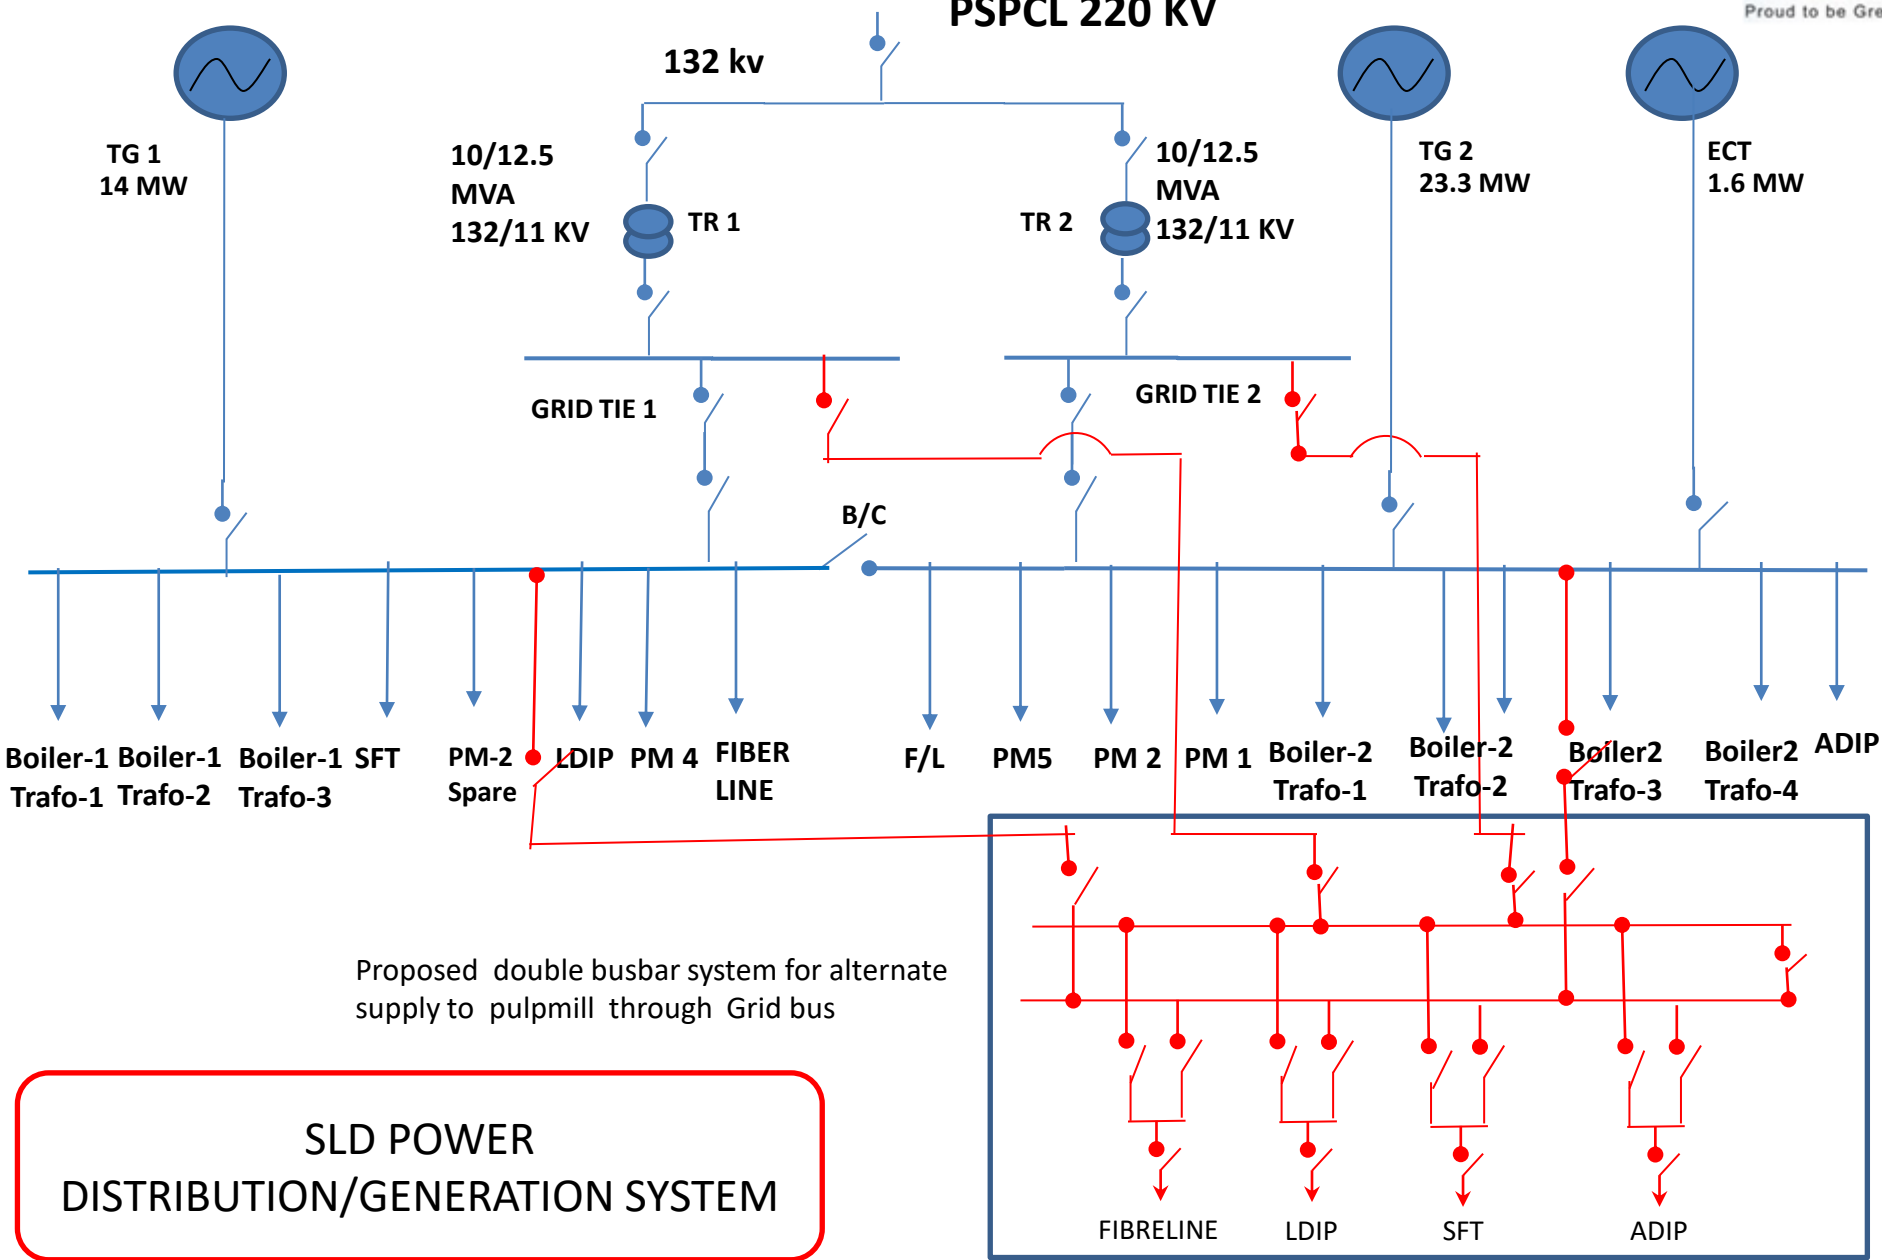 PSPCL 220 KV
Proud to be Gre
132 kv
TG 1
14 MW
10/12.5
MVA
132/11 KV
TR 1
TR 2
10/12.5
MVA
132/11 KV
TG 2
23.3 MW
ECT
1.6 MW
GRID TIE 1
GRID TIE 2
B/C
Boiler-1
Trafo-1
Boiler-1
Trafo-2
Boiler-1
Trafo-3
SFT
PM-2
Spare
LDIP
PM 4
FIBER
LINE
F/L
PM5
PM 2
PM 1
Boiler-2
Trafo-1
Boiler-2
Trafo-2
Boiler2
Trafo-3
Boiler2
Trafo-4
ADIP
Proposed double busbar system for alternate
supply to pulpmill through Grid bus
SLD POWER
DISTRIBUTION/GENERATION SYSTEM
FIBRELINE
LDIP
SFT
ADIP